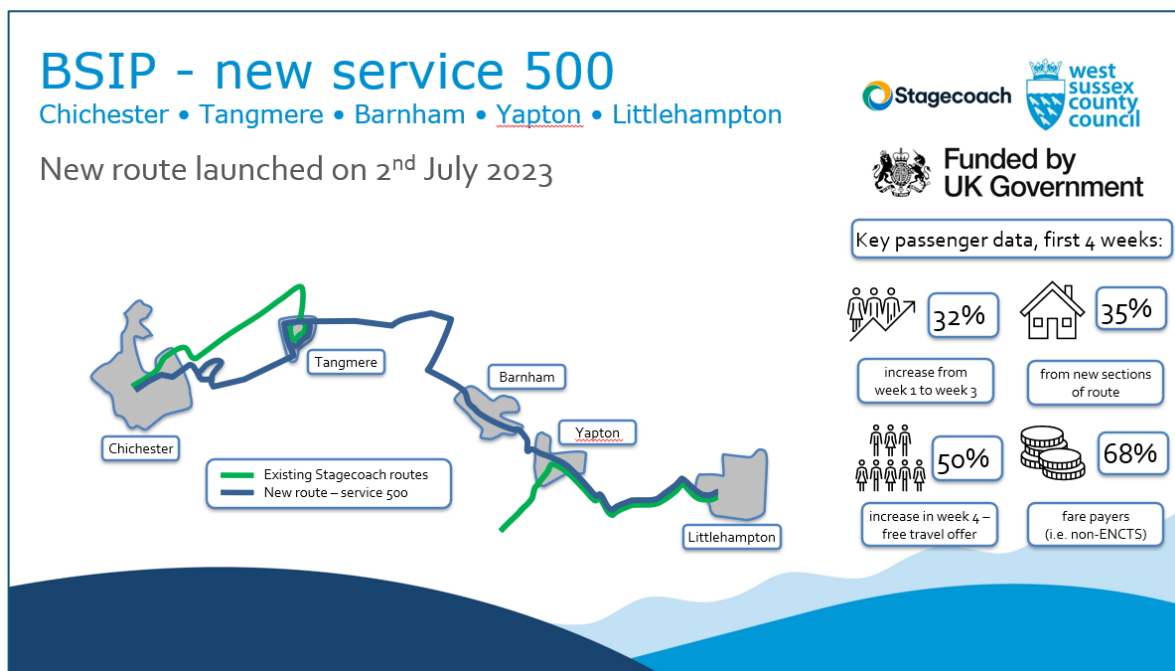 BSIP - new service 500
Chichester • Tangmere • Barnham • Yapton • Littlehampton
New route launched on 2nd July 2023
Stagecoach
west
sussex
county
council
Funded by
UK Government
Key passenger data, first 4 weeks:
32%
35%
increase from
week 1 to week 3
from new sections
of route
50%
68%
increase in week 4 –
free travel offer
fare payers
(i.e. non-ENCTS)
Tangmere
Barnham
Yapton
Chichester
Littlehampton
Existing Stagecoach routes
New route – service 500